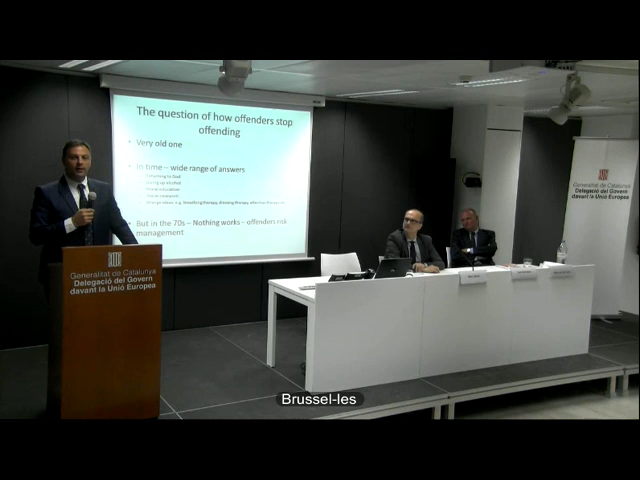 The question of how offenders stop
offending
• Very old one
• In time – wide range of answers
• But in the 70s – Nothing works – offenders risk
management
Generalitat de Catalunya
Delegació del Govern
davant la Unió Europea
Generalitat de Catalunya
Delegació del Govern
davant la Unió Europea
Brussel·les